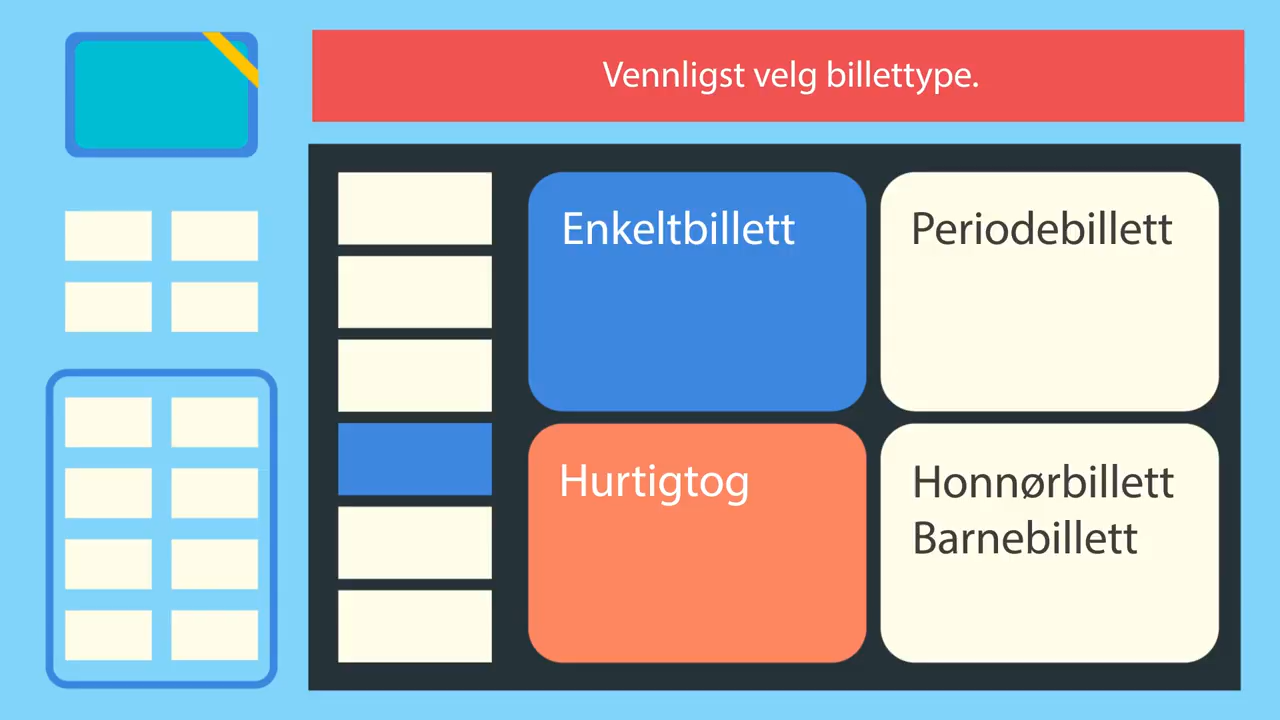 Vennligst velg billettype.
Enkeltbillett
Periodebillett
Hurtigtog
Honnørbillett
Barnebillett